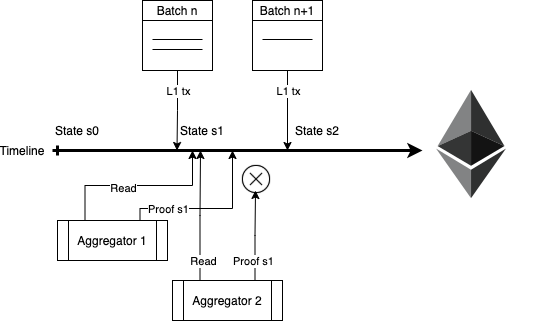 Batch n
Batch n+1
L1 tx
L1 tx
State s0
State s1
State s2
Timeline
Read
Proof s1
Aggregator 1
Read
Proof s1
Aggregator 2